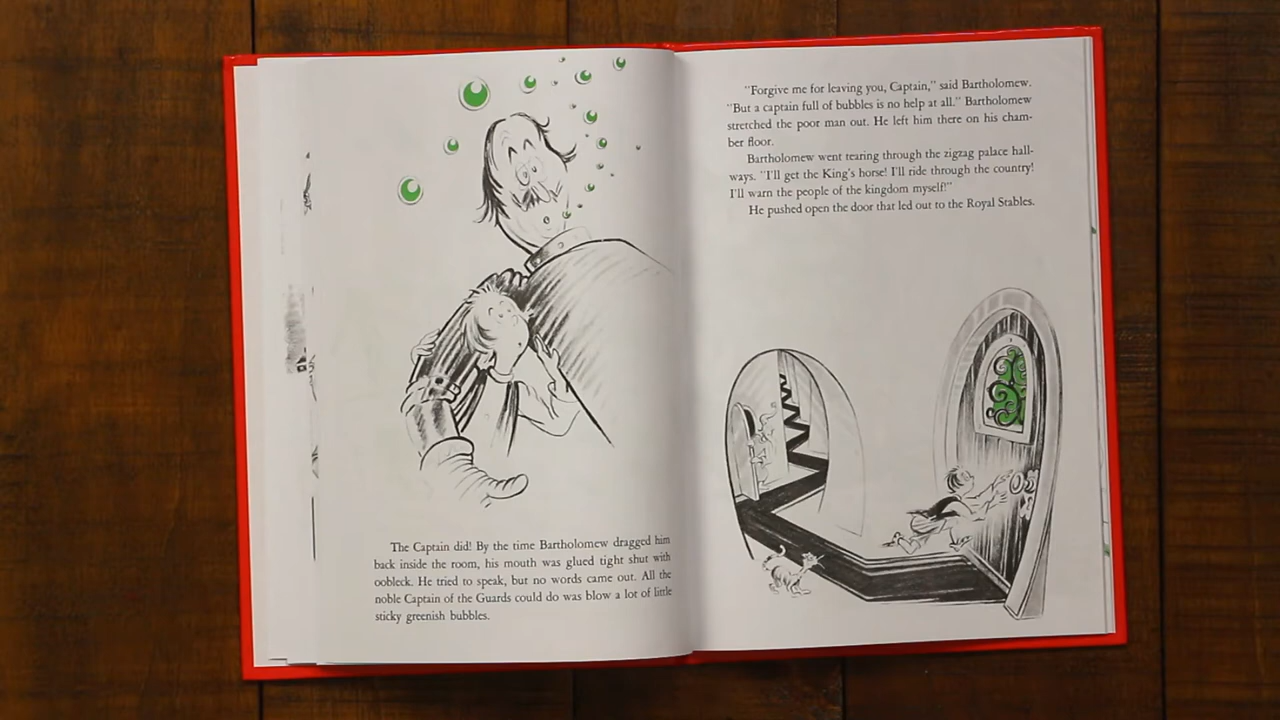 The Captain did! By the time Bartholomew dragged him
back inside the room, his mouth was glued tight shut with
oobleck. He tried to speak, but no words came out. All the
noble Captain of the Guards could do was blow a lot of little
sticky greenish bubbles.
"Forgive me for leaving you, Captain," said Bartholomew.
"But a captain full of bubbles is no help at all." Bartholomew
stretched the poor man out. He left him there on his cham-
ber floor.
Bartholomew went tearing through the zigzag palace hall-
ways. "I'll get the King's horse! I'll ride through the country!
I'll warn the people of the kingdom myself!"
He pushed open the door that led out to the Royal Stables.